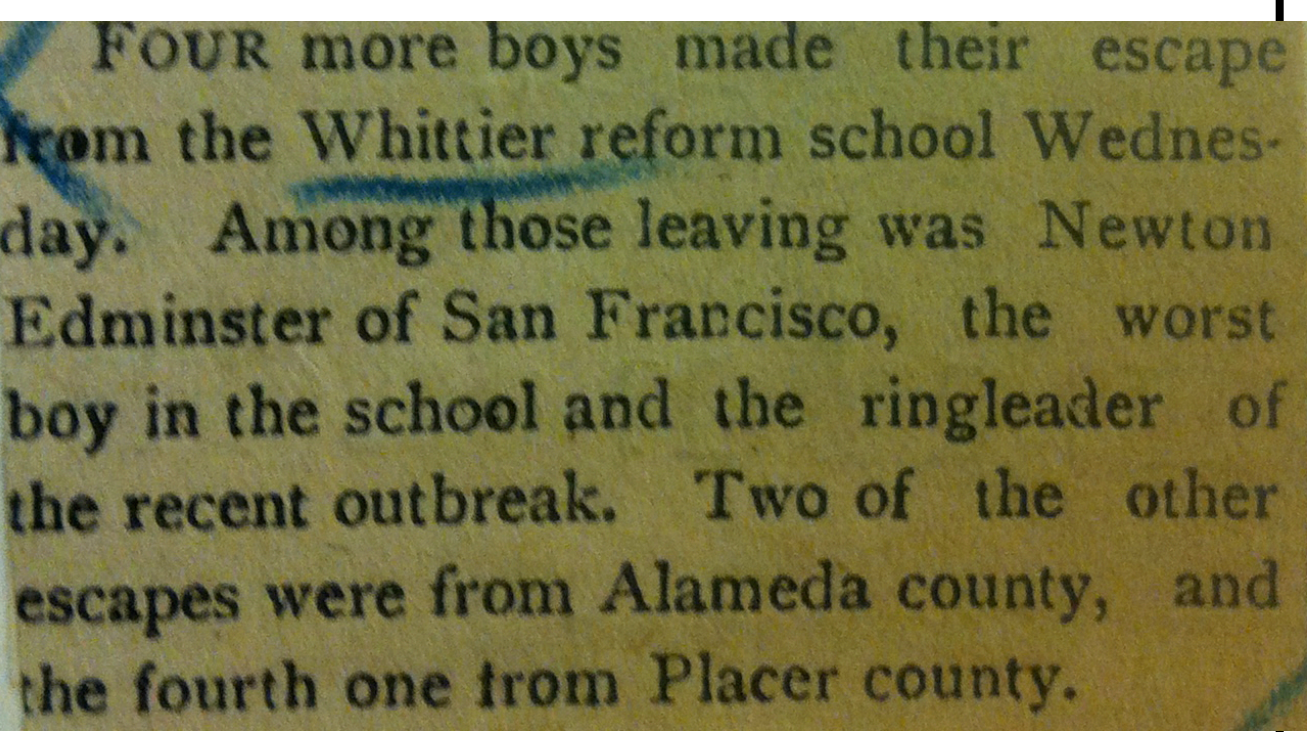 FOUR more boys made their escape
from the Whittier reform school Wednes-
day. Among those leaving was Newton
Edminster of San Francisco, the worst
boy in the school and the ringleader of
the recent outbreak. Two of the other
escapes were from Alameda county, and
the fourth one from Placer county.